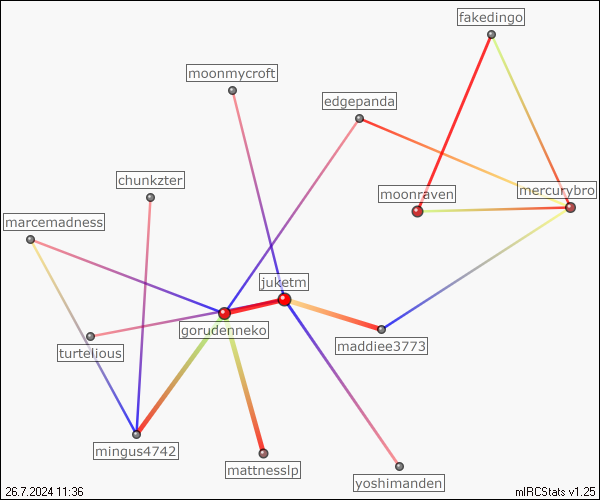 fakedingo
moonmycroft
edgepanda
chunkzter
mercurybro
moonraven
marcemadness
juketm
gorudenneko
maddiee3773
turtelious
mingus4742
mattnesslp
yoshimanden
26.7.2024 11:36
mIRCStats v1.25